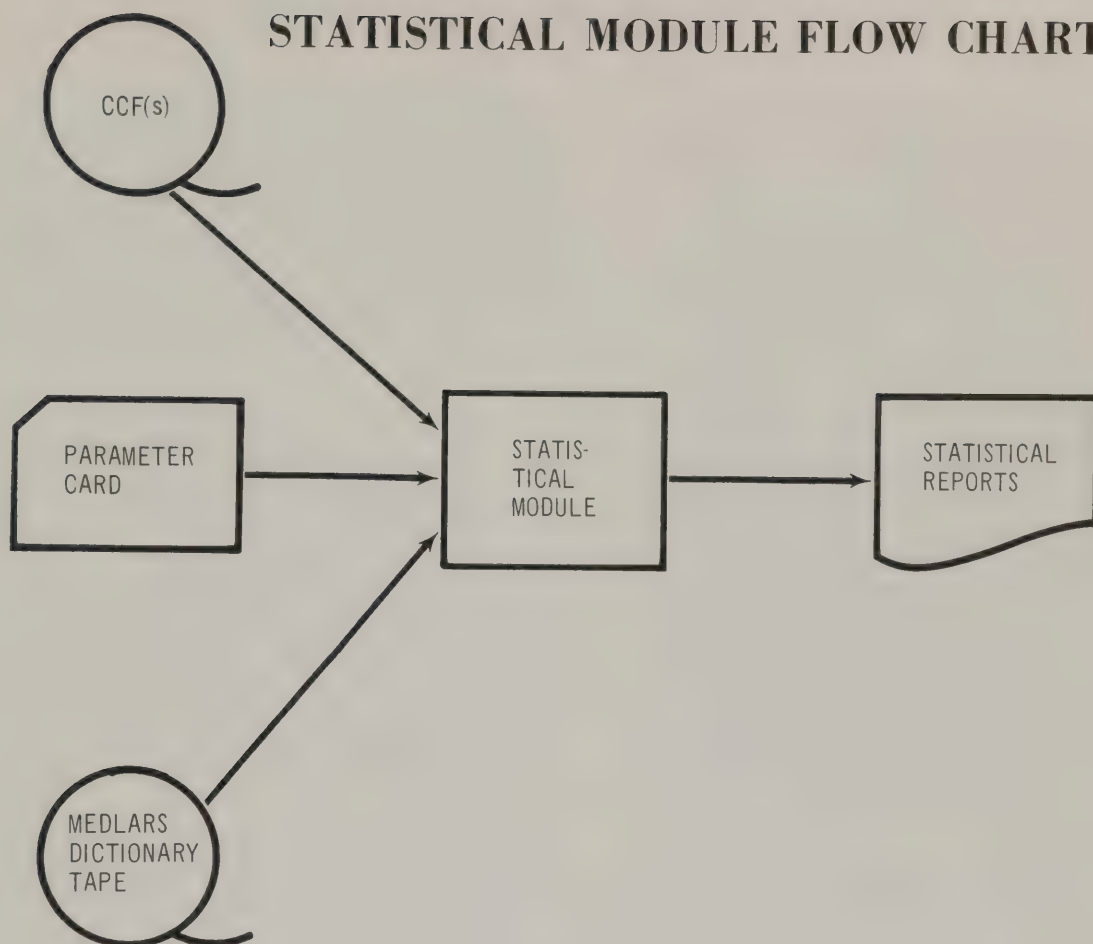 STATISTICAL MODULE FLOW CHART
CCF(s)
PARAMETER
CARD
STATIS-
TICAL
MODULE
STATISTICAL
REPORTS
MEDLARS
DICTIONARY
TAPE